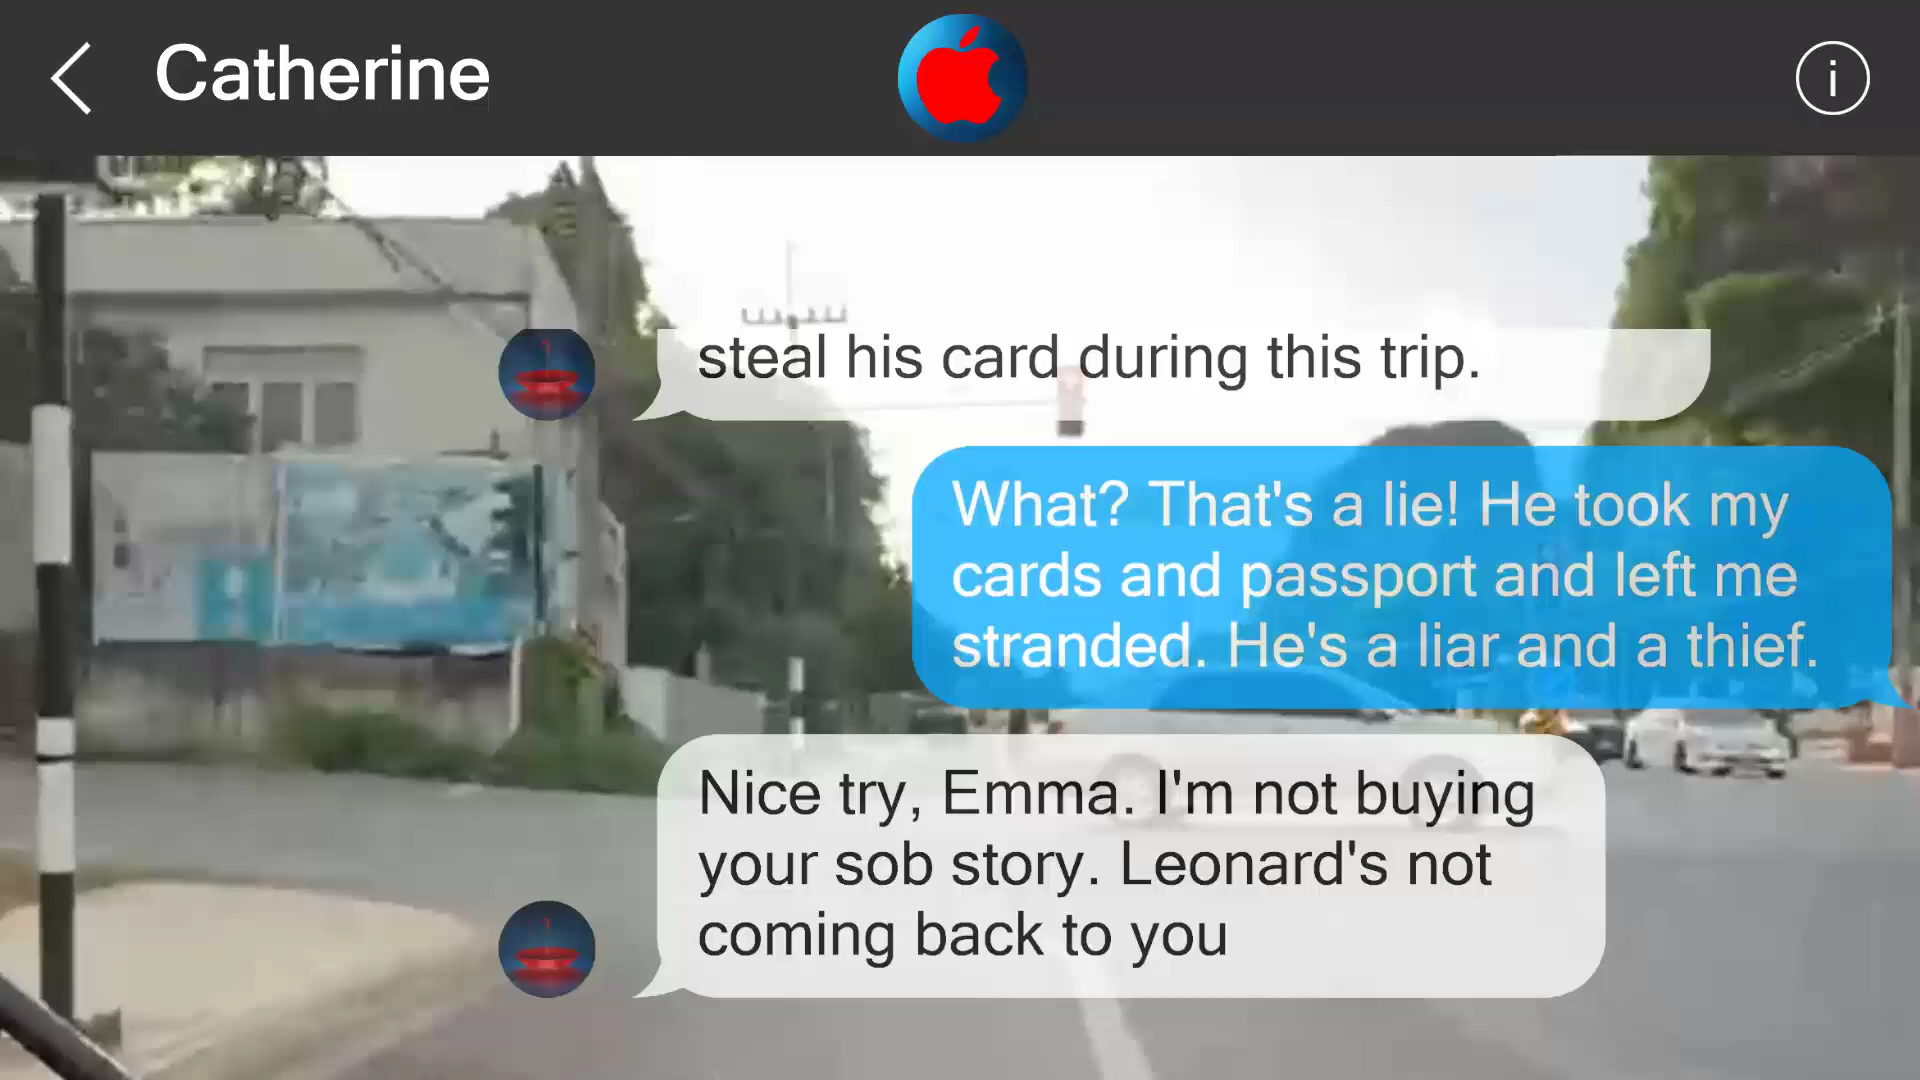 Catherine
i
steal his card during this trip.
What? That's a lie! He took my
cards and passport and left me
stranded. He's a liar and a thief.
Nice try, Emma. I'm not buying
your sob story. Leonard's not
coming back to you